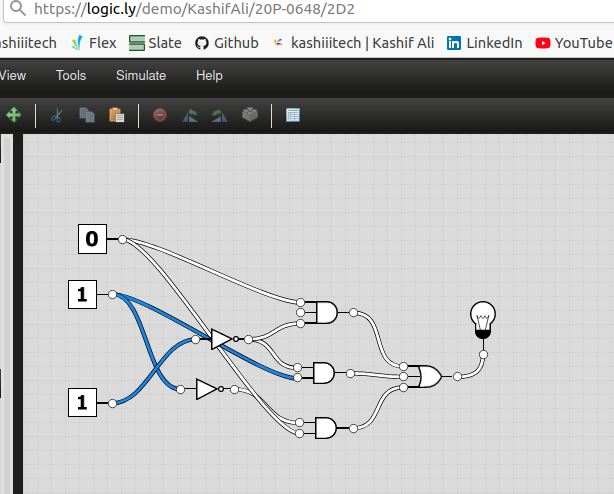 https://logic.ly/demo/KashifAli/20P-0648/2D2
ashiiitech Flex Slate Github kashiiitech | Kashif Ali LinkedIn YouTube
View Tools Simulate Help
0
1
1